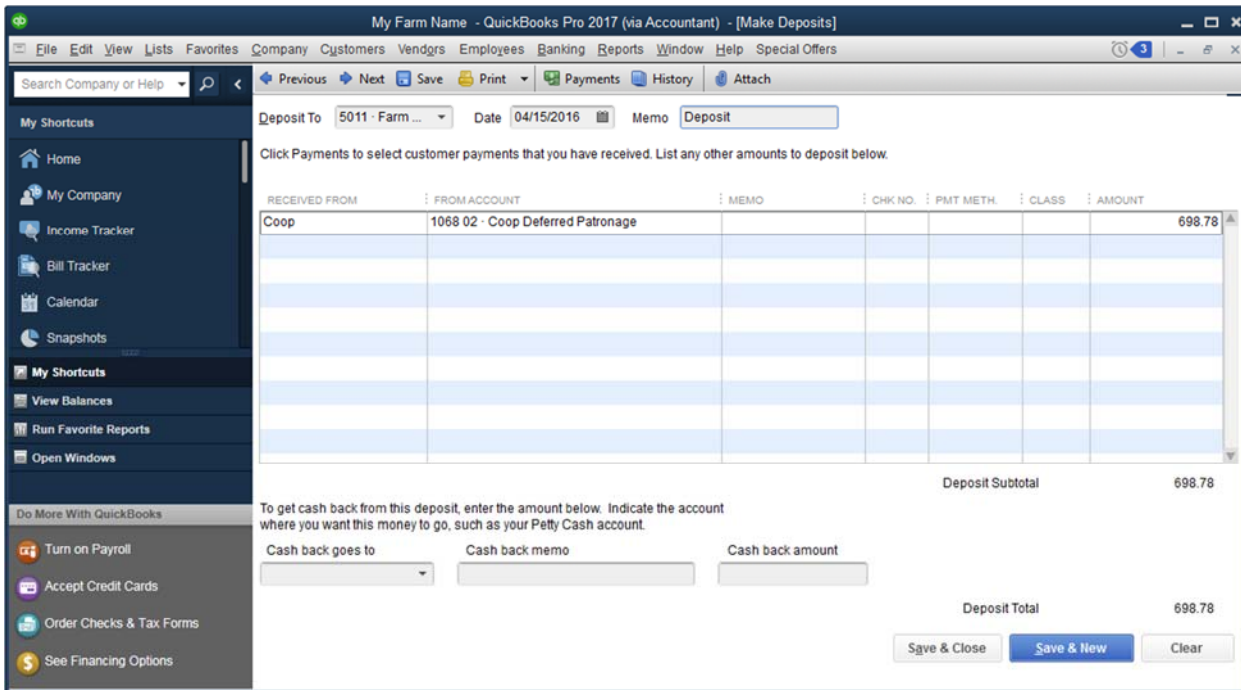 qb My Farm Name - QuickBooks Pro 2017 (via Accountant) - [Make Deposits]
File Edit View Lists Favorites Company Customers Vendors Employees Banking Reports Window Help Special Offers 3
Search Company or Help
Previous Next Save Print Payments History Attach
My Shortcuts
Home
My Company
Income Tracker
Bill Tracker
31 Calendar
Snapshots
My Shortcuts
View Balances
Run Favorite Reports
Open Windows
Do More With QuickBooks
Turn on Payroll
Accept Credit Cards
Order Checks & Tax Forms
$ See Financing Options
Deposit To 5011 · Farm ... Date 04/15/2016 Memo Deposit
Click Payments to select customer payments that you have received. List any other amounts to deposit below.
RECEIVED FROM FROM ACCOUNT MEMO CHK NO. PMT METH. CLASS AMOUNT
Coop 1068 02 · Coop Deferred Patronage 698.78
Deposit Subtotal 698.78
To get cash back from this deposit, enter the amount below. Indicate the account
where you want this money to go, such as your Petty Cash account.
Cash back goes to Cash back memo Cash back amount
Deposit Total 698.78
Save & Close Save & New Clear